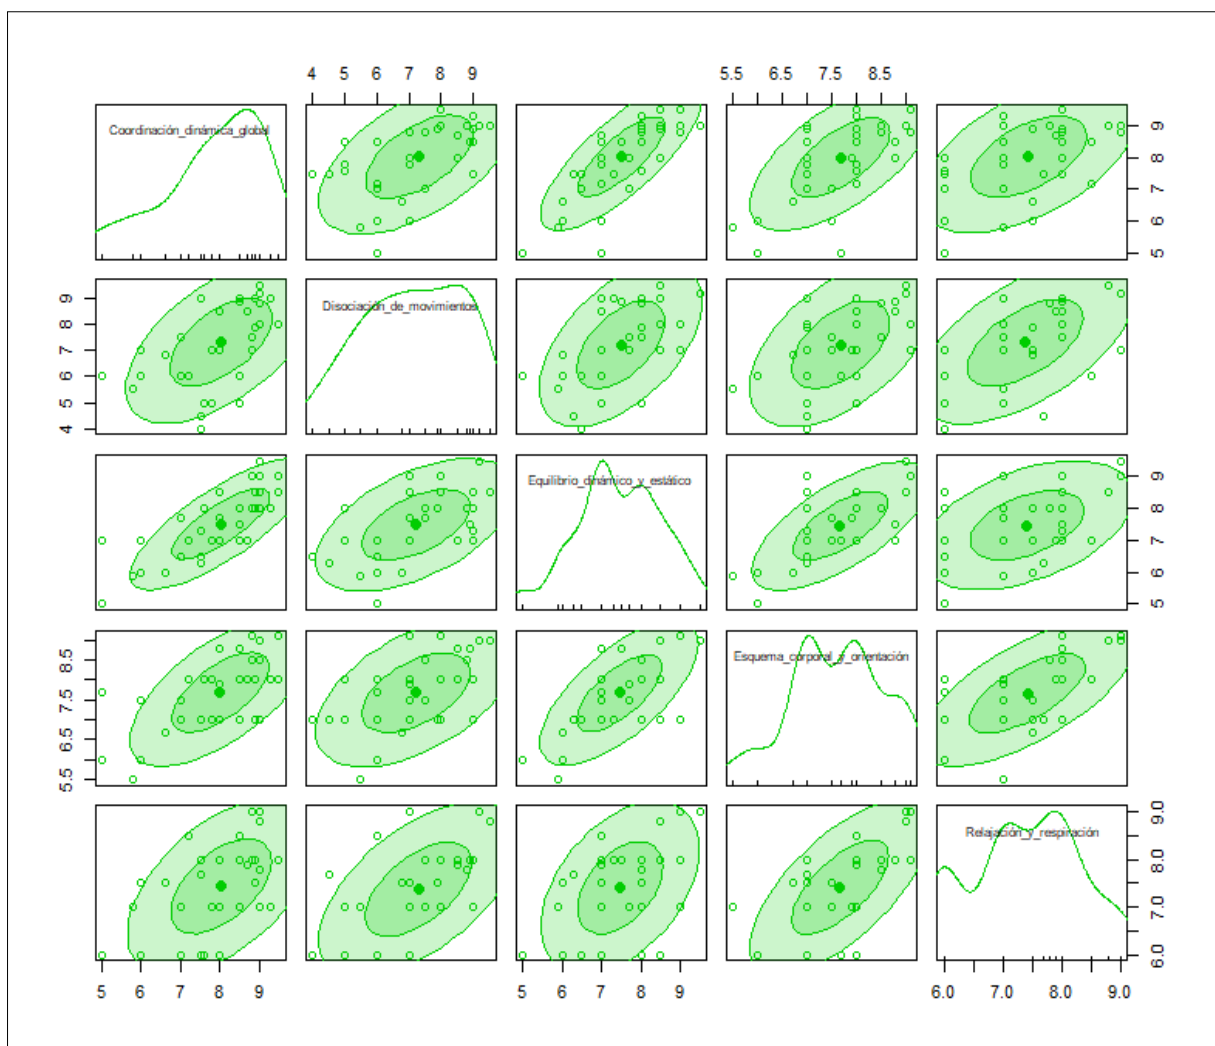 4 5 6 7 8 9
5.5 6.5 7.5 8.5
Coordinación_dinámica_global
5 6 7 8 9
Disociación_de_movimientos
4 5 6 7 8 9
Equilibrio_dinámico_y_estático
5 6 7 8 9
Esquema_corporal_y_orientación
5.5 6.5 7.5 8.5
Relajación_y_respiración
6.0 7.0 8.0 9.0
5 6 7 8 9
5 6 7 8 9
6.0 7.0 8.0 9.0